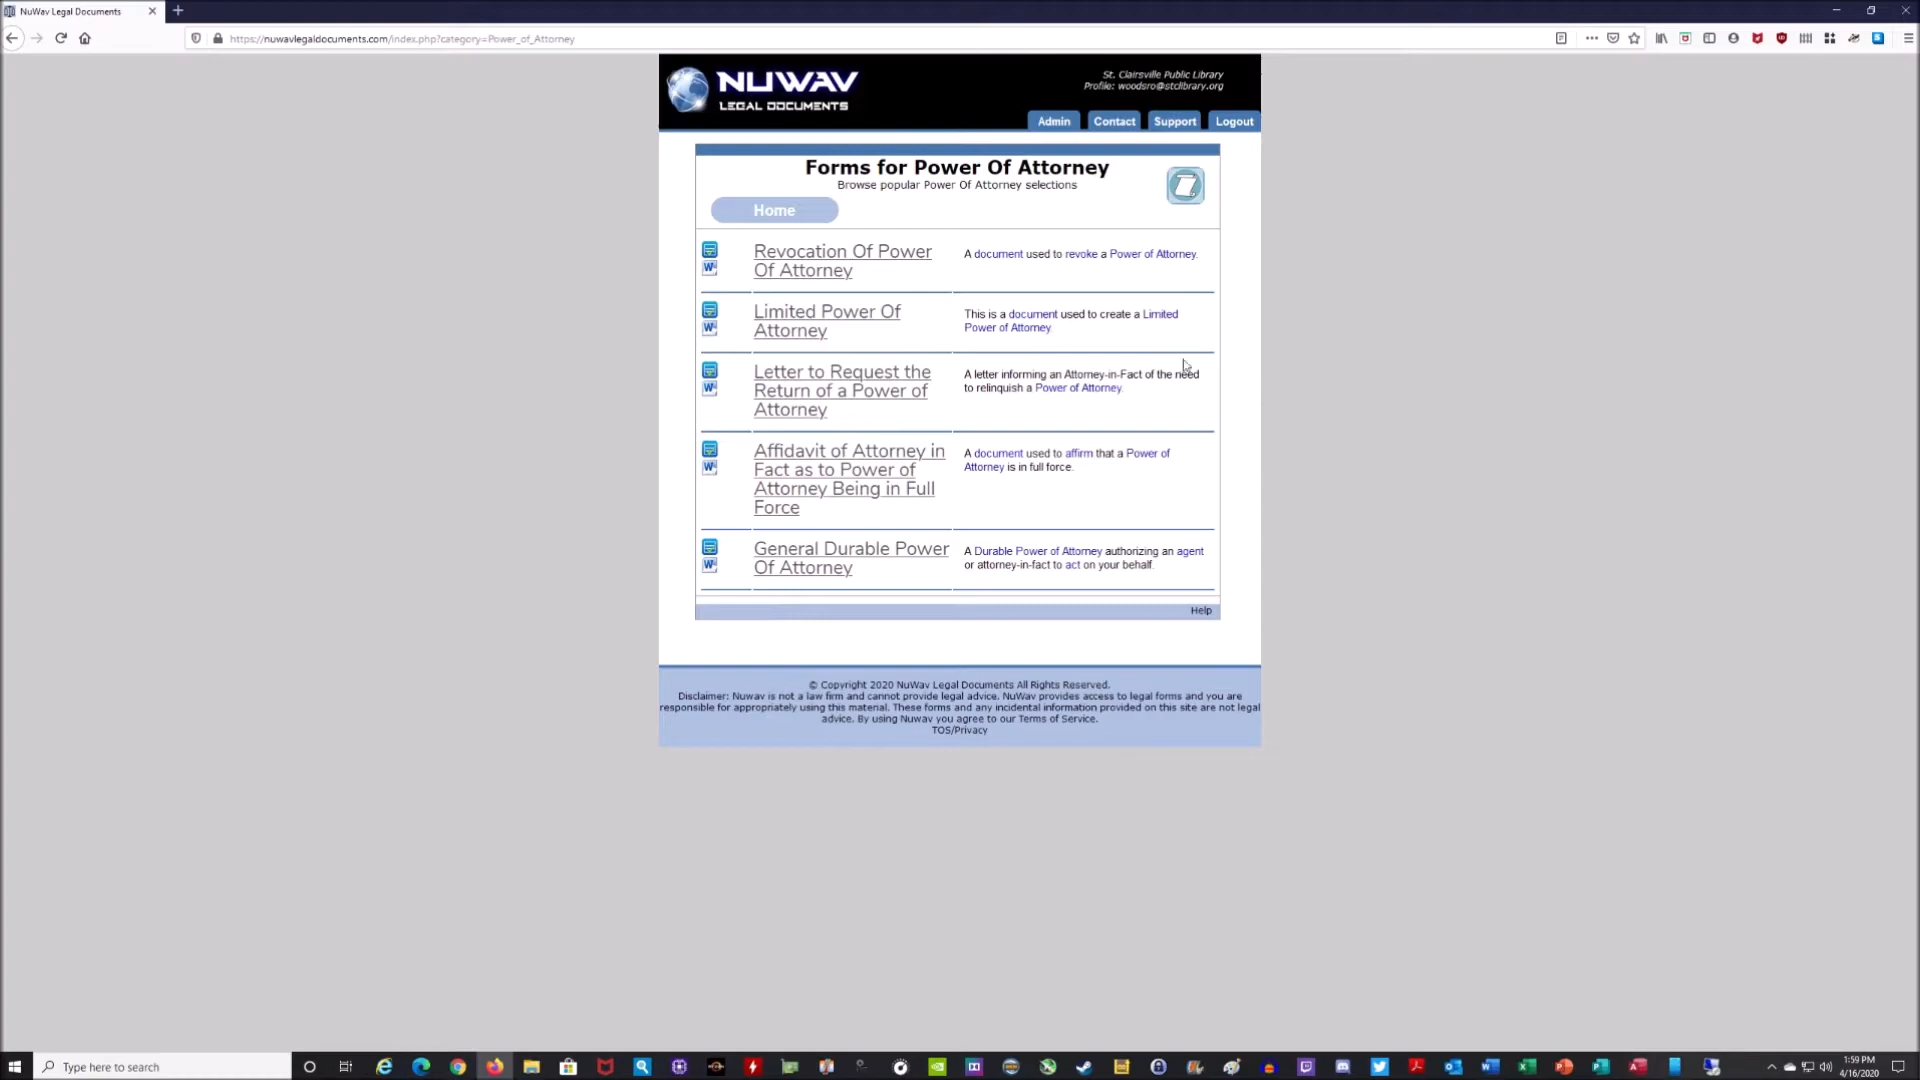 NuWav Legal Documents
https://nuwavlegaldocuments.com/index.php?category=Power_of_Attorney
NUWAV
LEGAL DOCUMENTS
St. Clairsville Public Library
Profile: woodsro@stclibrary.org
Admin
Contact
Support
Logout
Forms for Power Of Attorney
Browse popular Power Of Attorney selections
Home
Revocation Of Power
Of Attorney
A document used to revoke a Power of Attorney.
Limited Power Of
Attorney
This is a document used to create a Limited
Power of Attorney.
Letter to Request the
Return of a Power of
Attorney
A letter informing an Attorney-in-Fact of the need
to relinquish a Power of Attorney.
Affidavit of Attorney in
Fact as to Power of
Attorney Being in Full
Force
A document used to affirm that a Power of
Attorney is in full force.
General Durable Power
Of Attorney
A Durable Power of Attorney authorizing an agent
or attorney-in-fact to act on your behalf.
Help
© Copyright 2020 NuWav Legal Documents All Rights Reserved.
Disclaimer: Nuwav is not a law firm and cannot provide legal advice. NuWav provides access to legal forms and you are
responsible for appropriately using this material. These forms and any incidental information provided on this site are not legal
advice. By using Nuwav you agree to our Terms of Service.
TOS/Privacy
Type here to search
1:59 PM
4/16/2020